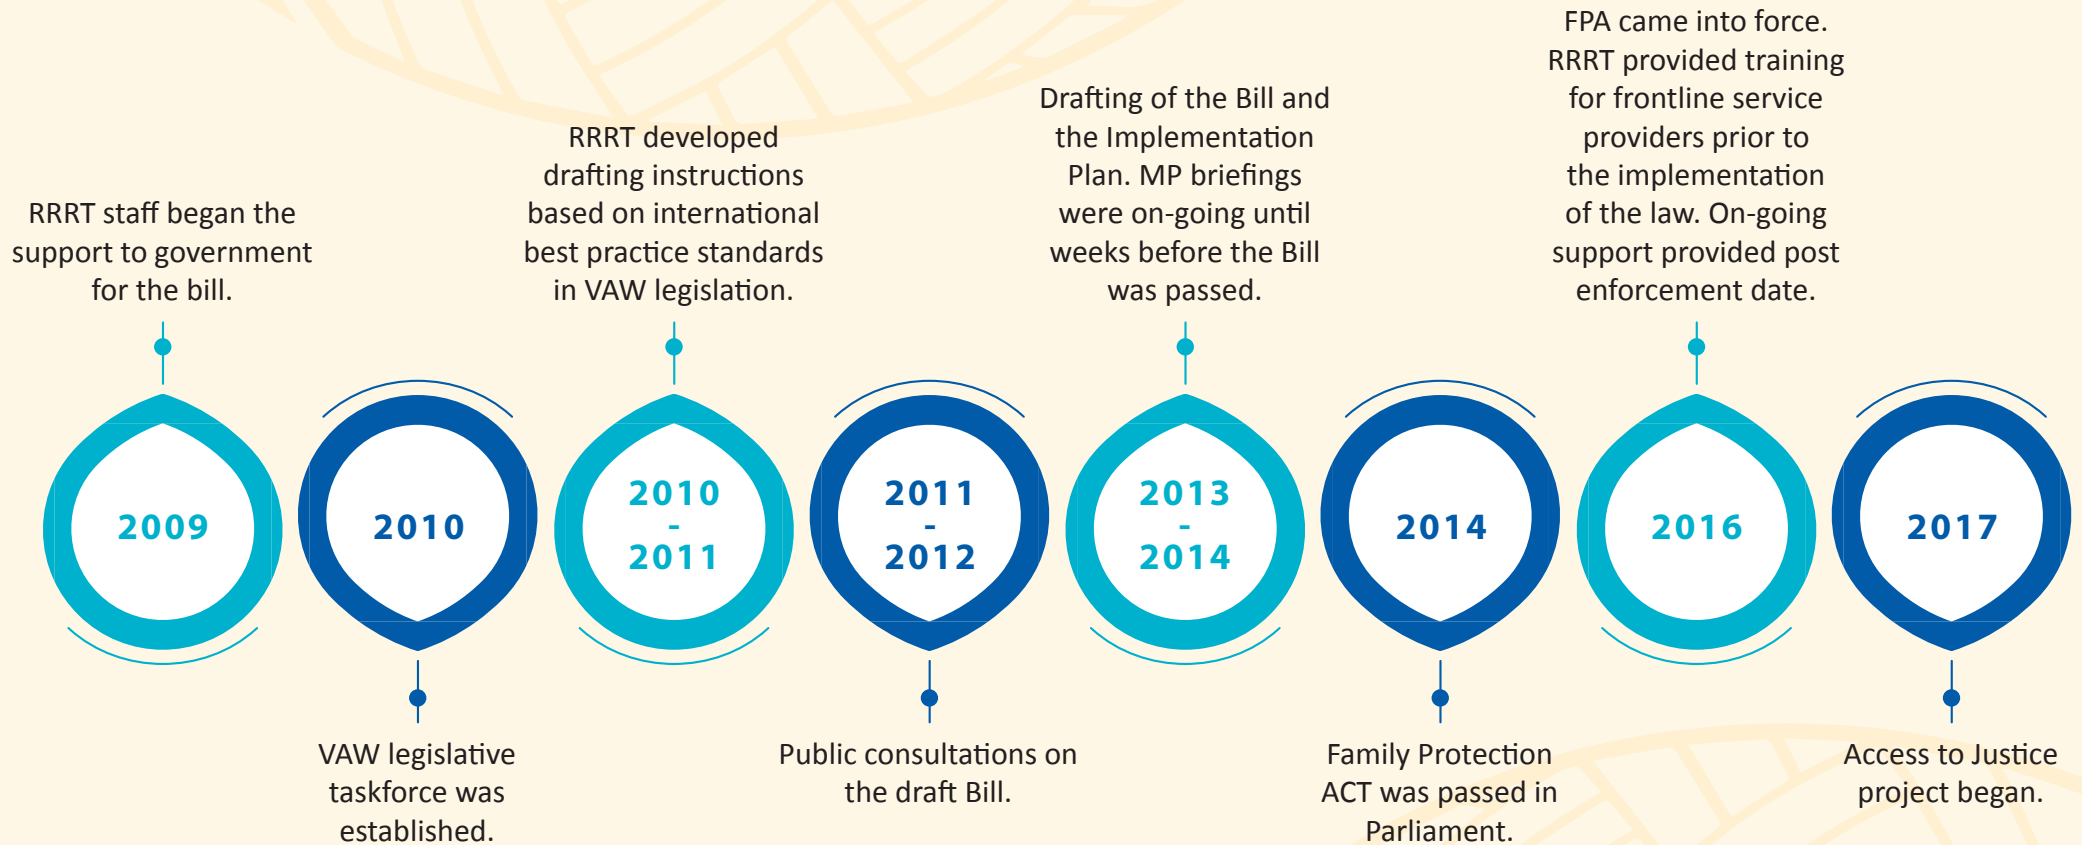 RRRT staff began the
support to government
for the bill.
2009
2010
VAW legislative
taskforce was
established.
RRRT developed
drafting instructions
based on international
best practice standards
in VAW legislation.
2010
-
2011
2011
-
2012
Public consultations on
the draft Bill.
Drafting of the Bill and
the Implementation
Plan. MP briefings
were on-going until
weeks before the Bill
was passed.
2013
-
2014
2014
Family Protection
ACT was passed in
Parliament.
FPA came into force.
RRRT provided training
for frontline service
providers prior to
the implementation
of the law. On-going
support provided post
enforcement date.
2016
2017
Access to Justice
project began.